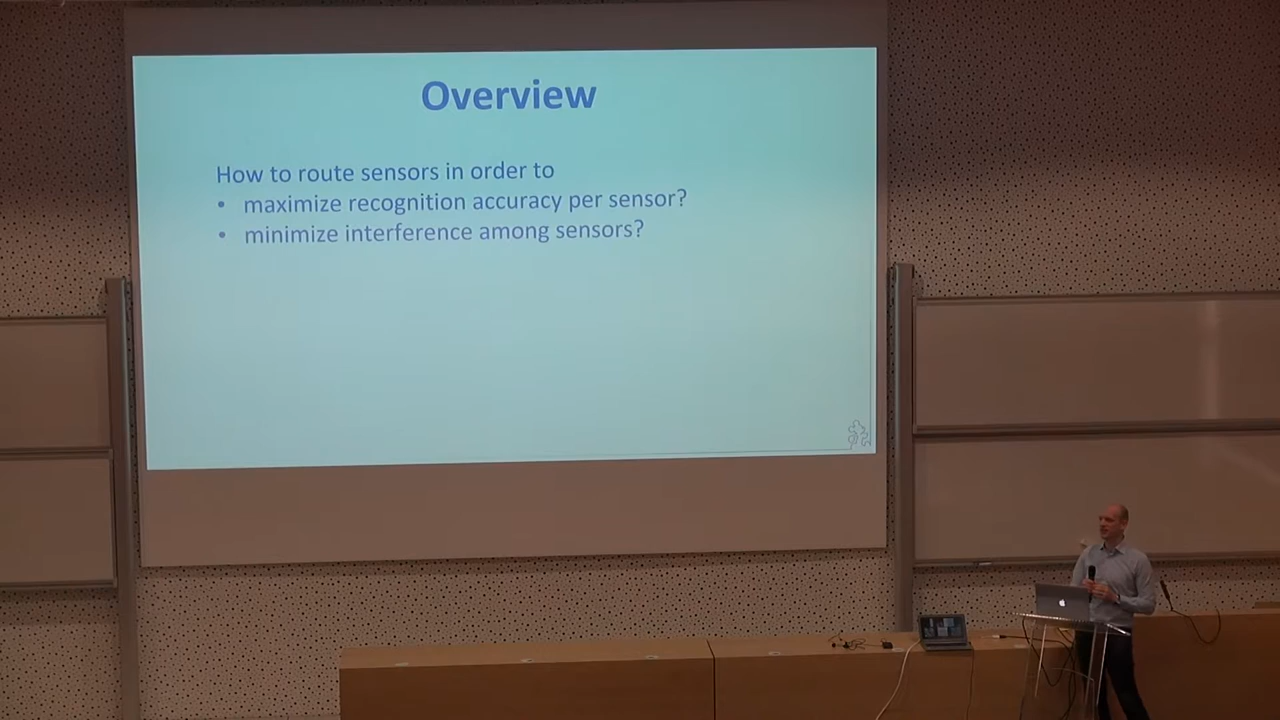 Overview
How to route sensors in order to
• maximize recognition accuracy per sensor?
• minimize interference among sensors?